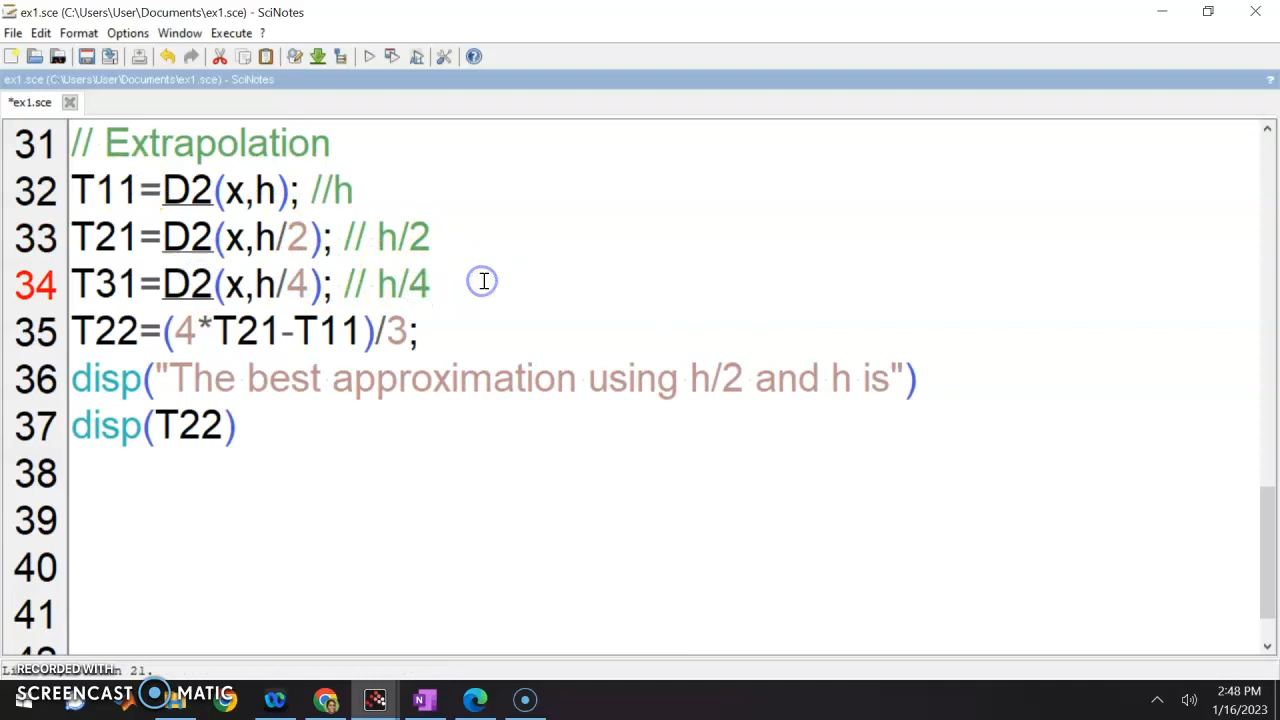 ex1.sce (C:\Users\User\Documents\ex1.sce) - SciNotes
File Edit Format Options Window Execute ?
ex1.sce (C:\Users\User\Documents\ex1.sce) - SciNotes
?
*ex1.sce
31 // Extrapolation
32 T11=D2(x,h); //h
33 T21=D2(x,h/2); // h/2
34 T31=D2(x,h/4); // h/4
35 T22=(4*T21-T11)/3;
36 disp("The best approximation using h/2 and h is")
37 disp(T22)
38
39
40
41
RECORDED WITH
21.
SCREENCAST MATIC
2:48 PM
1/16/2023